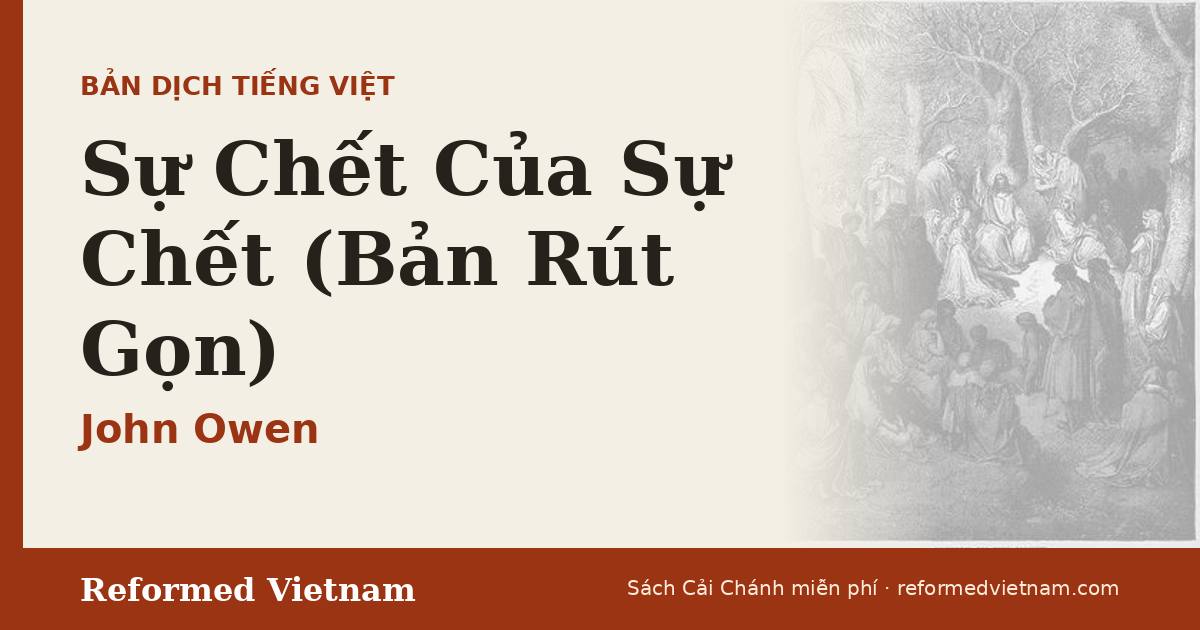 BẢN DỊCH TIẾNG VIỆT
Sự Chết Của Sự
Chết (Bản Rút
Gọn)
John Owen
Reformed Vietnam
Sách Cải Chánh miễn phí · reformedvietnam.com